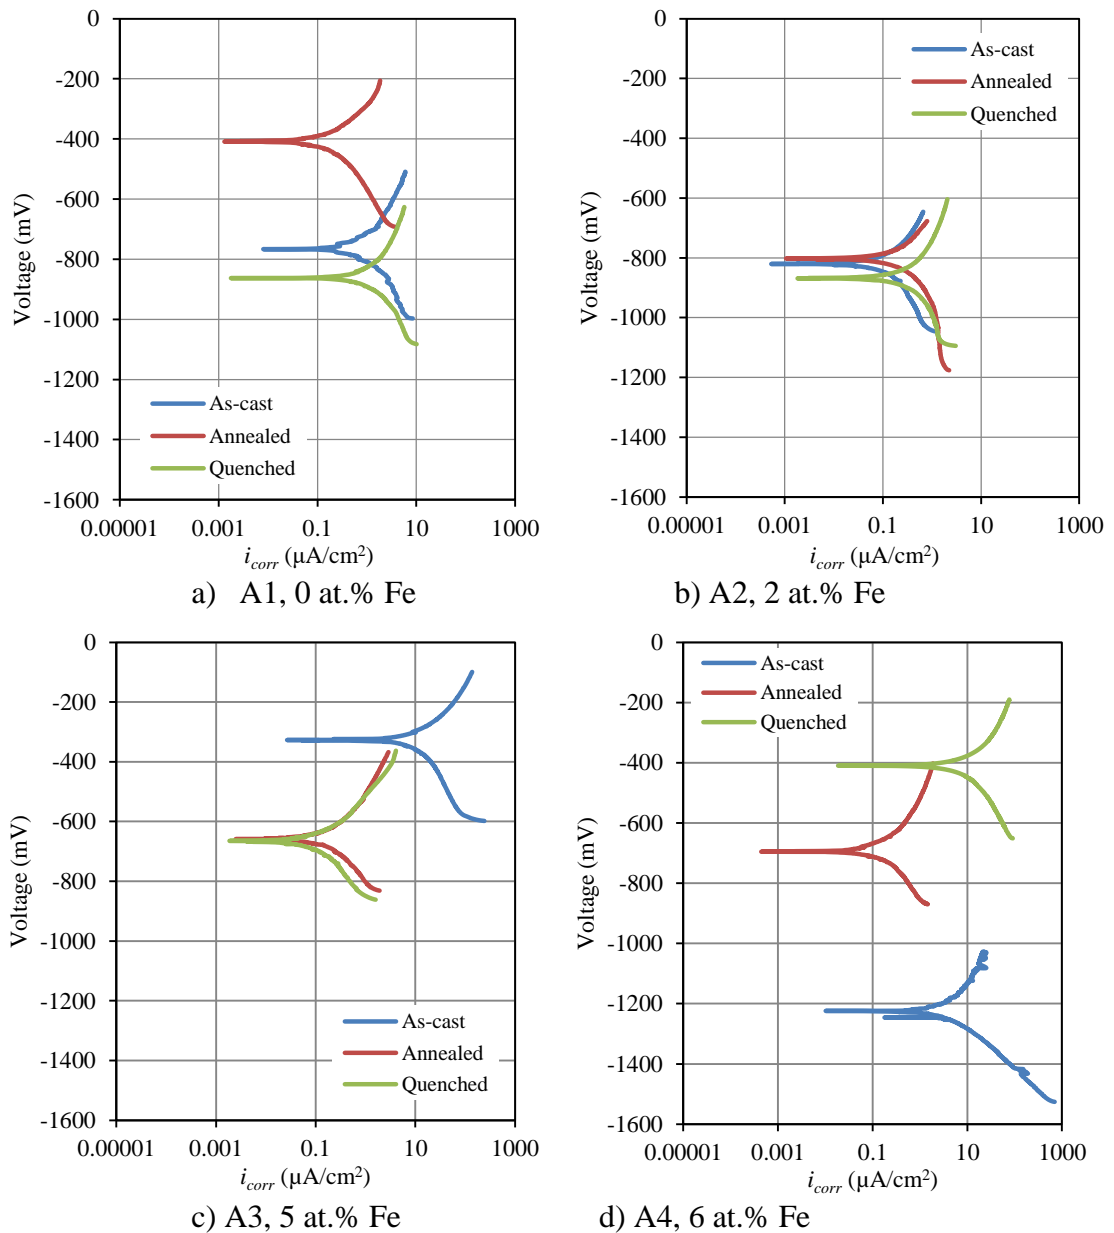 0
-200
-400
-600
-800
-1000
-1200
-1400
-1600
Voltage (mV)
As-cast
Annealed
Quenched
0.00001 0.001 0.1 10 1000
i_corr (µA/cm²)
a) A1, 0 at.% Fe
0
-200
-400
-600
-800
-1000
-1200
-1400
-1600
Voltage (mV)
As-cast
Annealed
Quenched
0.00001 0.001 0.1 10 1000
i_corr (µA/cm²)
b) A2, 2 at.% Fe
0
-200
-400
-600
-800
-1000
-1200
-1400
-1600
Voltage (mV)
As-cast
Annealed
Quenched
0.00001 0.001 0.1 10 1000
i_corr (µA/cm²)
c) A3, 5 at.% Fe
0
-200
-400
-600
-800
-1000
-1200
-1400
-1600
Voltage (mV)
As-cast
Annealed
Quenched
0.00001 0.001 0.1 10 1000
i_corr (µA/cm²)
d) A4, 6 at.% Fe